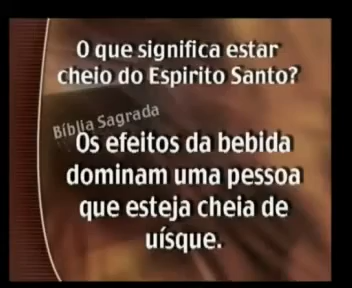 O que significa estar
cheio do Espirito Santo?
Bíblia Sagrada
Os efeitos da bebida
dominam uma pessoa
que esteja cheia de
uísque.